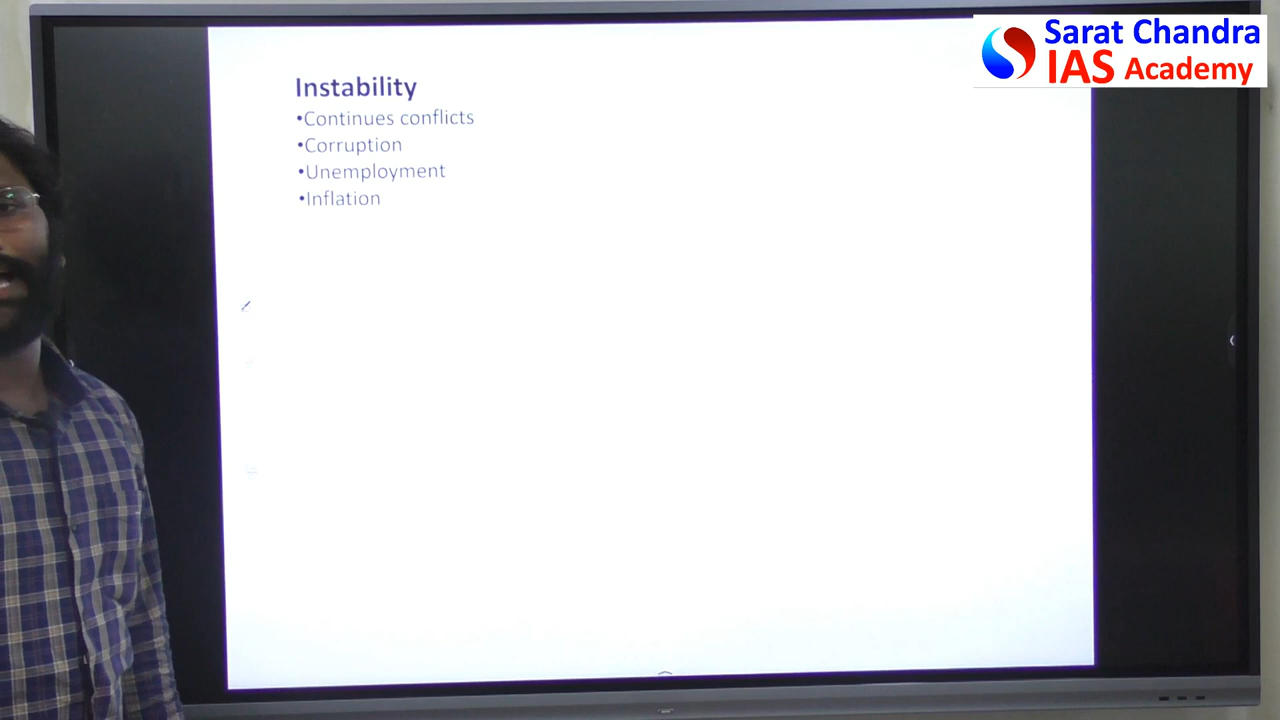 Sarat Chandra
IAS Academy
Instability
•Continues conflicts
•Corruption
•Unemployment
•Inflation